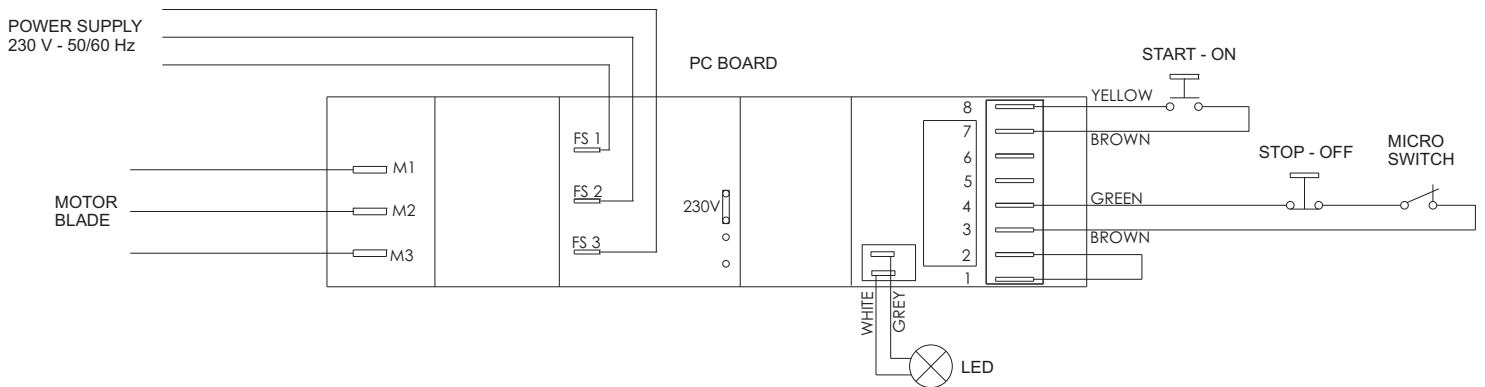 POWER SUPPLY
230 V - 50/60 Hz
PC BOARD
START - ON
YELLOW
BROWN
STOP - OFF
MICRO
SWITCH
GREEN
BROWN
8
7
6
5
4
3
2
1
FS 1
FS 2
FS 3
230V
M1
M2
M3
MOTOR
BLADE
WHITE
GREY
LED